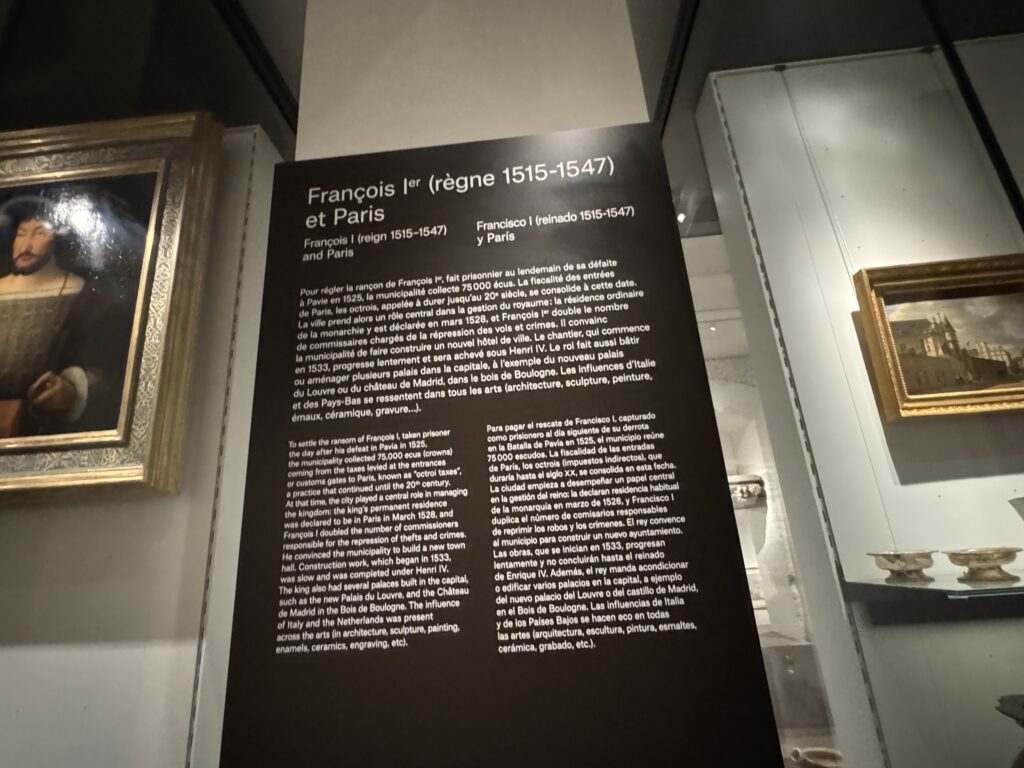 François Iᵉʳ (règne 1515-1547)
et Paris
François I (reign 1515–1547)
and Paris
Francisco I (reinado 1515-1547)
y París
Pour régler la rançon de François Iᵉʳ, fait prisonnier au lendemain de sa défaite
à Pavie en 1525, la municipalité collecte 75 000 écus. La fiscalité des entrées
de Paris, les octrois, appelée à durer jusqu'au 20ᵉ siècle, se consolide à cette date.
La ville prend alors un rôle central dans la gestion du royaume: la résidence ordinaire
de la monarchie y est déclarée en mars 1528, et François Iᵉʳ double le nombre
de commissaires chargés de la répression des vols et crimes. Il convainc
la municipalité de faire construire un nouvel hôtel de ville. Le chantier, qui commence
en 1533, progresse lentement et sera achevé sous Henri IV. Le roi fait aussi bâtir
ou aménager plusieurs palais dans la capitale, à l'exemple du nouveau palais
du Louvre ou du château de Madrid, dans le bois de Boulogne. Les influences d'Italie
et des Pays-Bas se ressentent dans tous les arts (architecture, sculpture, peinture,
émaux, céramique, gravure...).
To settle the ransom of François I, taken prisoner
the day after his defeat in Pavia in 1525,
the municipality collected 75,000 ecus (crowns)
coming from the taxes levied at the entrances
or customs gates to Paris, known as "octroi taxes",
a practice that continued until the 20ᵗʰ century.
At that time, the city played a central role in managing
the kingdom: the king's permanent residence
was declared to be in Paris in March 1528, and
François I doubled the number of commissioners
responsible for the repression of thefts and crimes.
He convinced the municipality to build a new town
hall. Construction work, which began in 1533,
was slow and was completed under Henri IV.
The king also had several palaces built in the capital,
such as the new Palais du Louvre, and the Château
de Madrid in the Bois de Boulogne. The influence
of Italy and the Netherlands was present
across the arts (in architecture, sculpture, painting,
enamels, ceramics, engraving, etc).
Para pagar el rescate de Francisco I, capturado
como prisionero al día siguiente de su derrota
en la Batalla de Pavía en 1525, el municipio reúne
75000 escudos. La fiscalidad de las entradas
de París, los octrois (impuestos indirectos), que
duraría hasta el siglo XX, se consolida en esta fecha.
La ciudad empieza a desempeñar un papel central
en la gestión del reino: la declaran residencia habitual
de la monarquía en marzo de 1528, y Francisco I
duplica el número de comisarios responsables
de reprimir los robos y los crímenes. El rey convence
al municipio para construir un nuevo ayuntamiento.
Las obras, que se inician en 1533, progresan
lentamente y no concluirán hasta el reinado
de Enrique IV. Además, el rey manda acondicionar
o edificar varios palacios en la capital, a ejemplo
del nuevo palacio del Louvre o del castillo de Madrid,
en el Bois de Boulogne. Las influencias de Italia
y de los Países Bajos se hacen eco en todas
las artes (arquitectura, escultura, pintura, esmaltes,
cerámica, grabado, etc.).